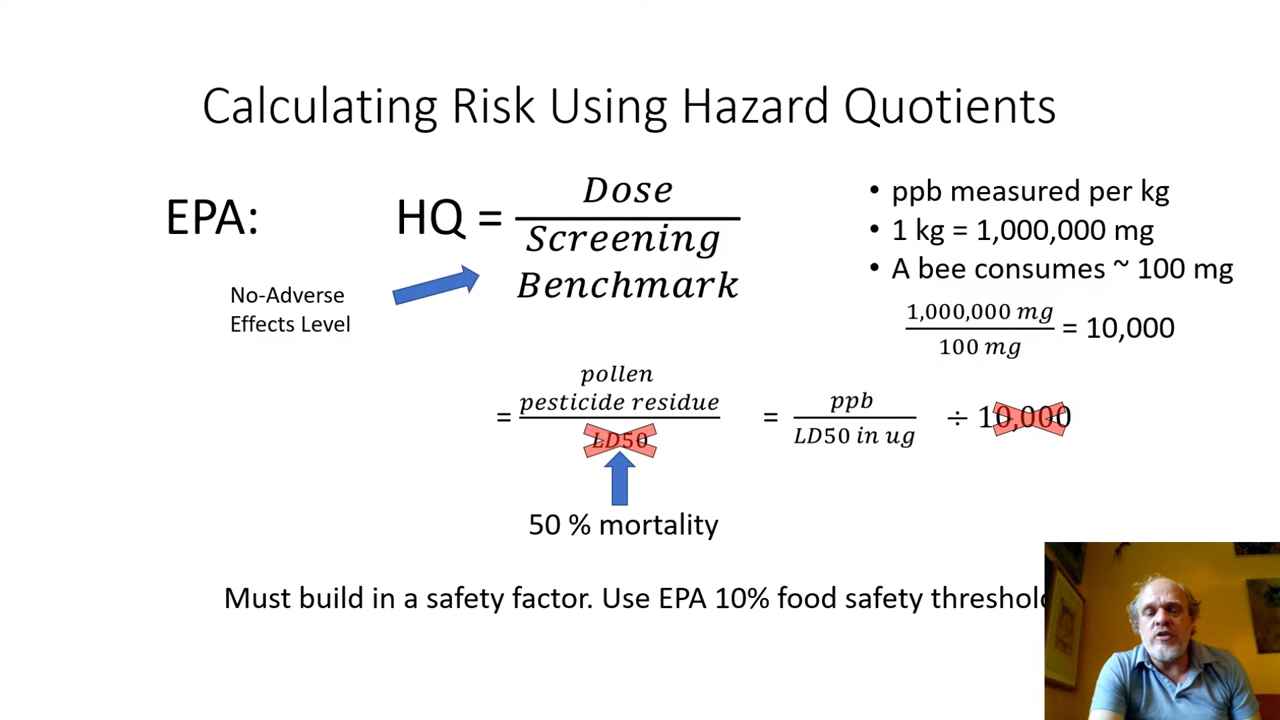 Calculating Risk Using Hazard Quotients
EPA:
HQ =
Dose
Screening
Benchmark
No-Adverse
Effects Level
• ppb measured per kg
• 1 kg = 1,000,000 mg
• A bee consumes ~ 100 mg
1,000,000 mg
100 mg
= 10,000
=
pollen
pesticide residue
LD50
=
ppb
LD50 in ug
÷ 10,000
50 % mortality
Must build in a safety factor. Use EPA 10% food safety threshold